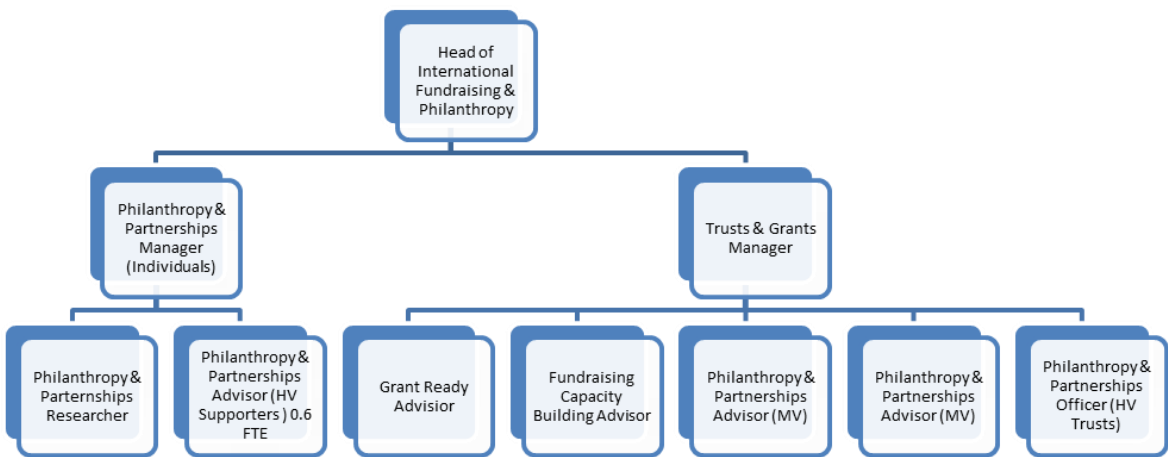 Head of
International
Fundraising &
Philanthropy
Philanthropy &
Partnerships
Manager
(Individuals)
Trusts & Grants
Manager
Philanthropy &
Parternships
Researcher
Philanthropy &
Partnerships
Advisor (HV
Supporters ) 0.6
FTE
Grant Ready
Advisior
Fundraising
Capacity
Building Advisor
Philanthropy &
Partnerships
Advisor (MV)
Philanthropy &
Partnerships
Advisor (MV)
Philanthropy &
Partnerships
Officer (HV
Trusts)